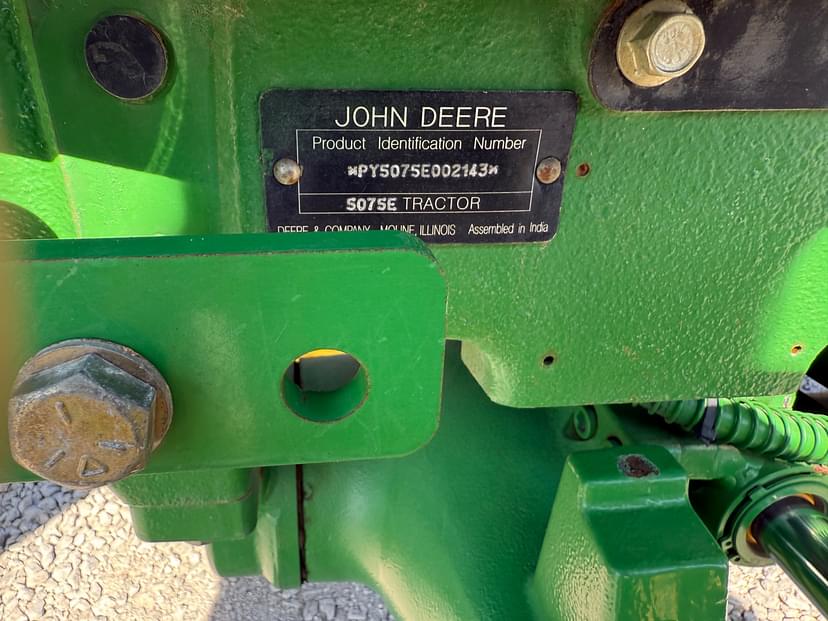 JOHN DEERE
Product Identification Number
*PY5075E002143*
5075E TRACTOR
DEERE & COMPANY MOLINE, ILLINOIS Assembled in India